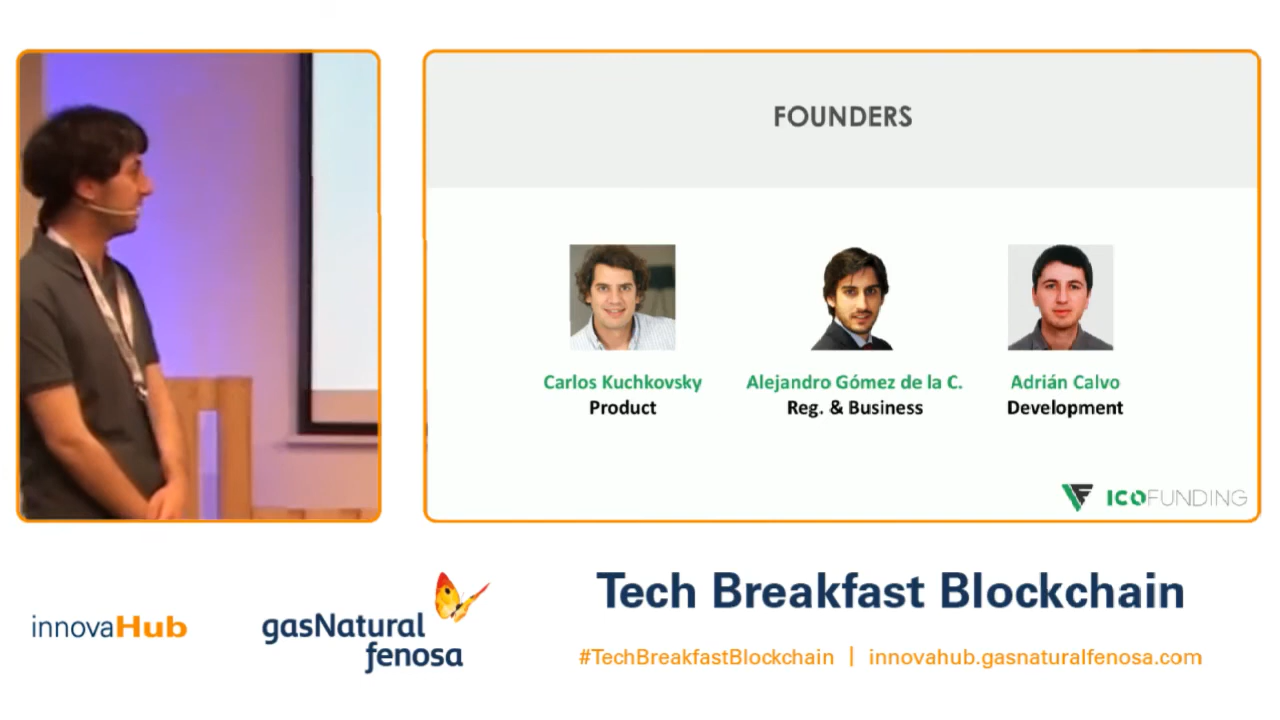 FOUNDERS
Carlos Kuchkovsky
Product
Alejandro Gómez de la C.
Reg. & Business
Adrián Calvo
Development
ICOFUNDING
innovaHub
gasNatural
fenosa
Tech Breakfast Blockchain
#TechBreakfastBlockchain | innovahub.gasnaturalfenosa.com